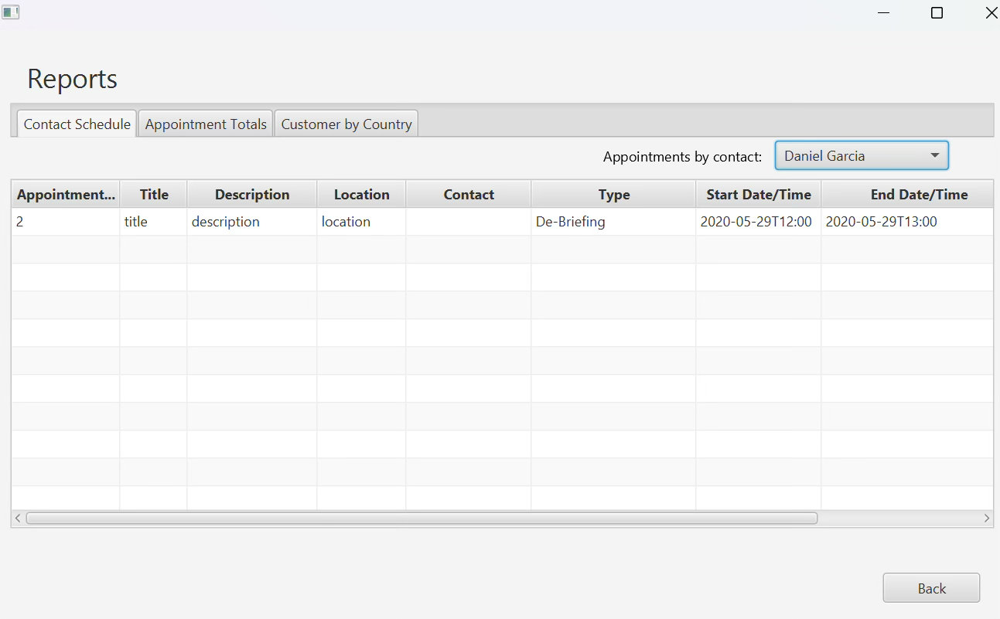 Reports
Contact Schedule Appointment Totals Customer by Country
Appointments by contact: Daniel Garcia
Appointment... Title Description Location Contact Type Start Date/Time End Date/Time
2 title description location De-Briefing 2020-05-29T12:00 2020-05-29T13:00
Back